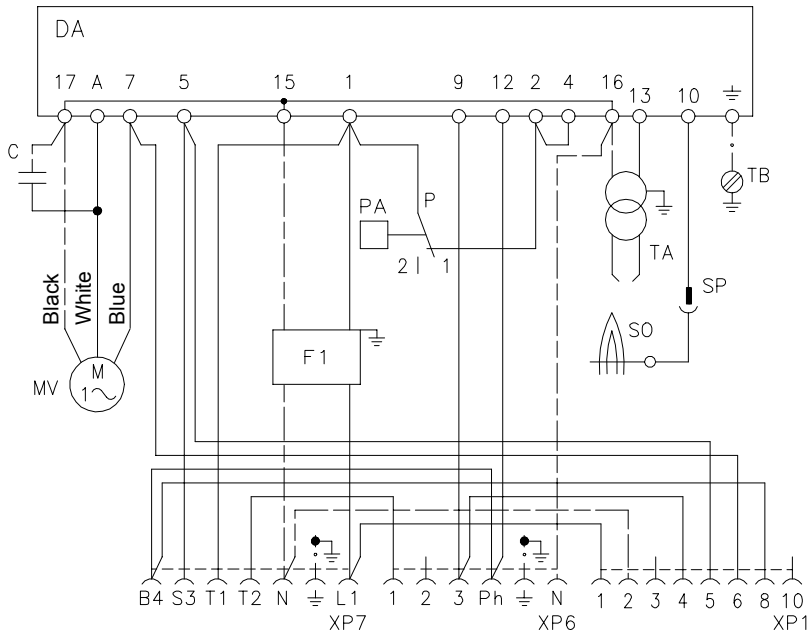 DA
17 A 7 5 15 1 9 12 2 4 16 13 10
C
TB
PA P
2 1
TA
Black White Blue
SP
SO
F1
M
1
MV
B4 S3 T1 T2 N L1 1 2 3 Ph N 1 2 3 4 5 6 8 10
XP7 XP6 XP1